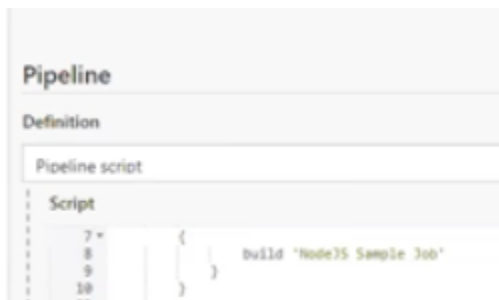 Pipeline
Definition
Pipeline script
Script
7 {
8 build 'NodeJS Sample Job'
9 }
10 }